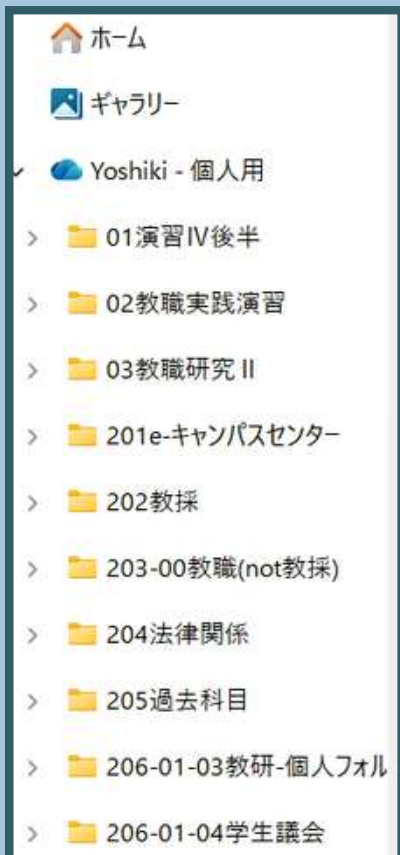 ホーム
ギャラリー
Yoshiki - 個人用
01演習Ⅳ後半
02教職実践演習
03教職研究Ⅱ
201e-キャンパスセンター
202教採
203-00教職(not教採)
204法律関係
205過去科目
206-01-03教研-個人フォル
206-01-04学生議会